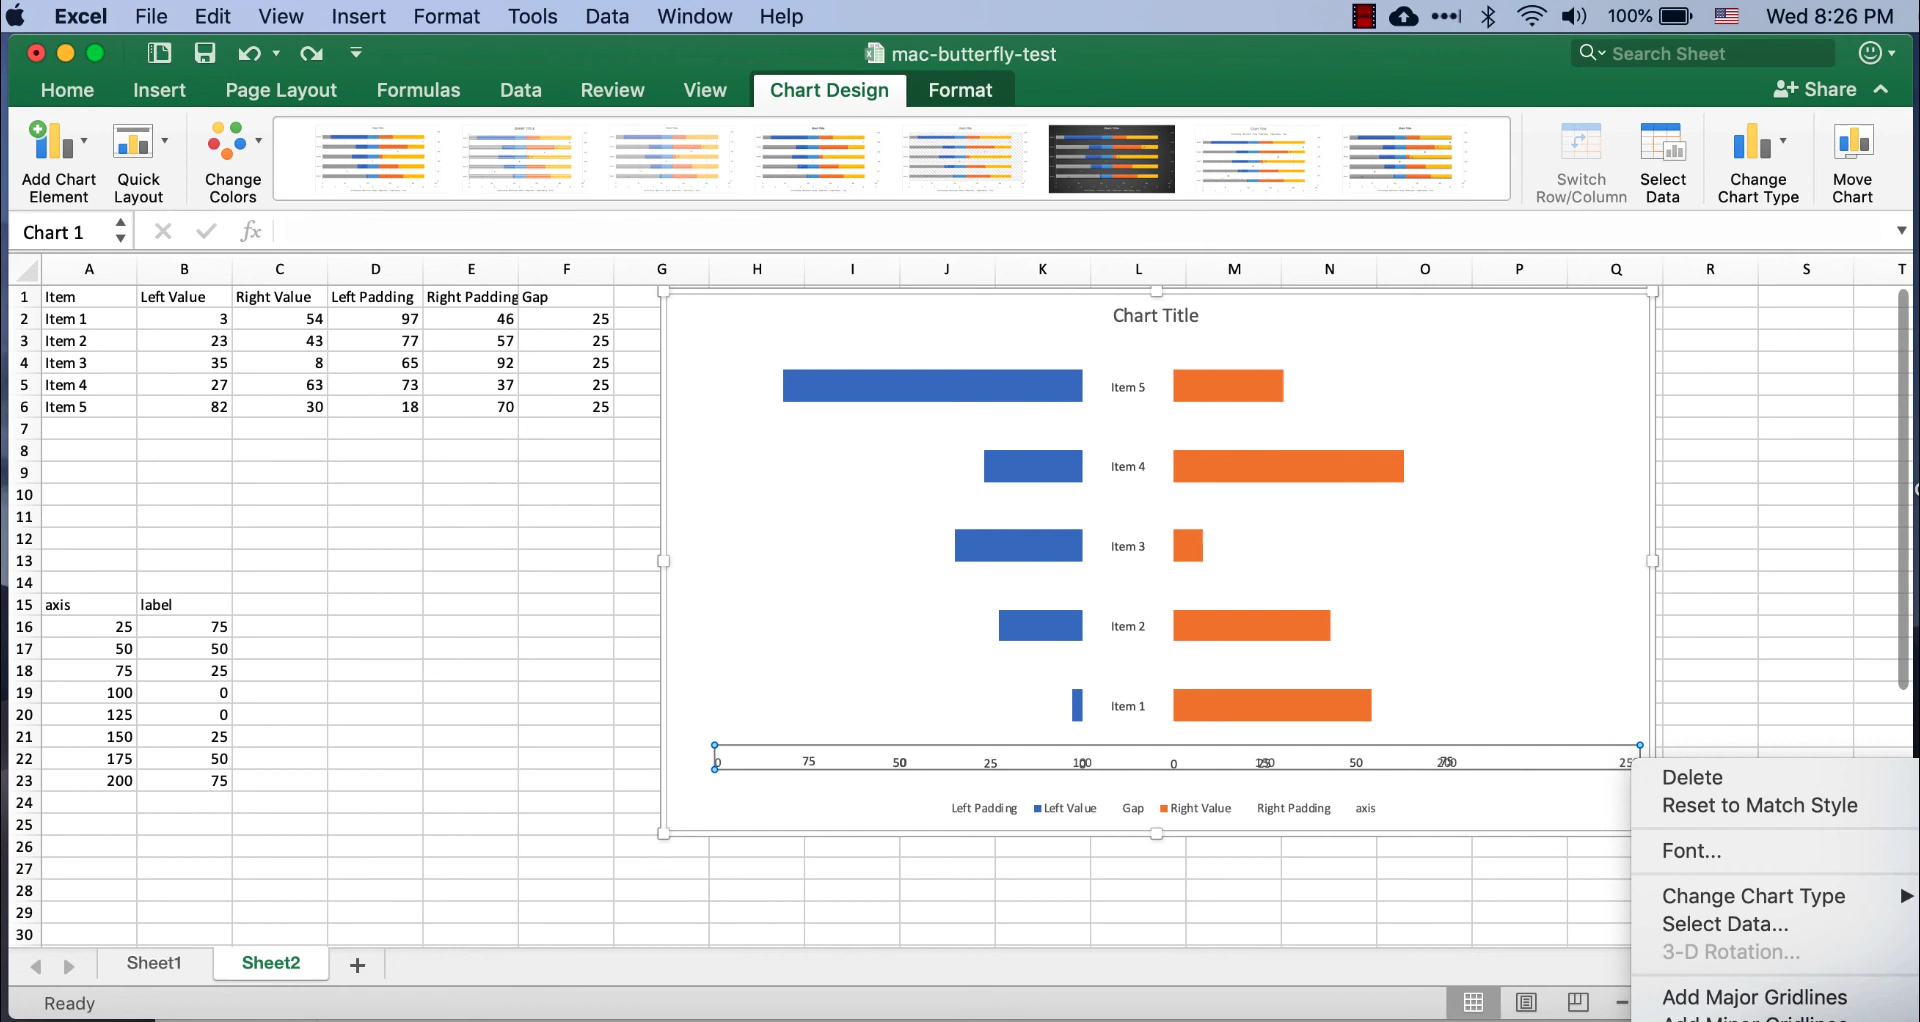 Excel File Edit View Insert Format Tools Data Window Help 100% Wed 8:26 PM
mac-butterfly-test Search Sheet
Home Insert Page Layout Formulas Data Review View Chart Design Format Share
Add Chart Element Quick Layout Change Colors Switch Row/Column Select Data Change Chart Type Move Chart
Chart 1 fx
A B C D E F G H I J K L M N O P Q R S T
1 Item Left Value Right Value Left Padding Right Padding Gap
2 Item 1 3 54 97 46 25
3 Item 2 23 43 77 57 25
4 Item 3 35 8 65 92 25
5 Item 4 27 63 73 37 25
6 Item 5 82 30 18 70 25
7
8
9
10
11
12
13
14
15 axis label
16 25 75
17 50 50
18 75 25
19 100 0
20 125 0
21 150 25
22 175 50
23 200 75
24
25
26
27
28
29
30
Chart Title
Item 5
Item 4
Item 3
Item 2
Item 1
0 75 50 25 100 0 0 150 25 50 200 75 250
Left Padding Left Value Gap Right Value Right Padding axis
Delete
Reset to Match Style
Font...
Change Chart Type
Select Data...
3-D Rotation...
Add Major Gridlines
Sheet1 Sheet2 +
Ready